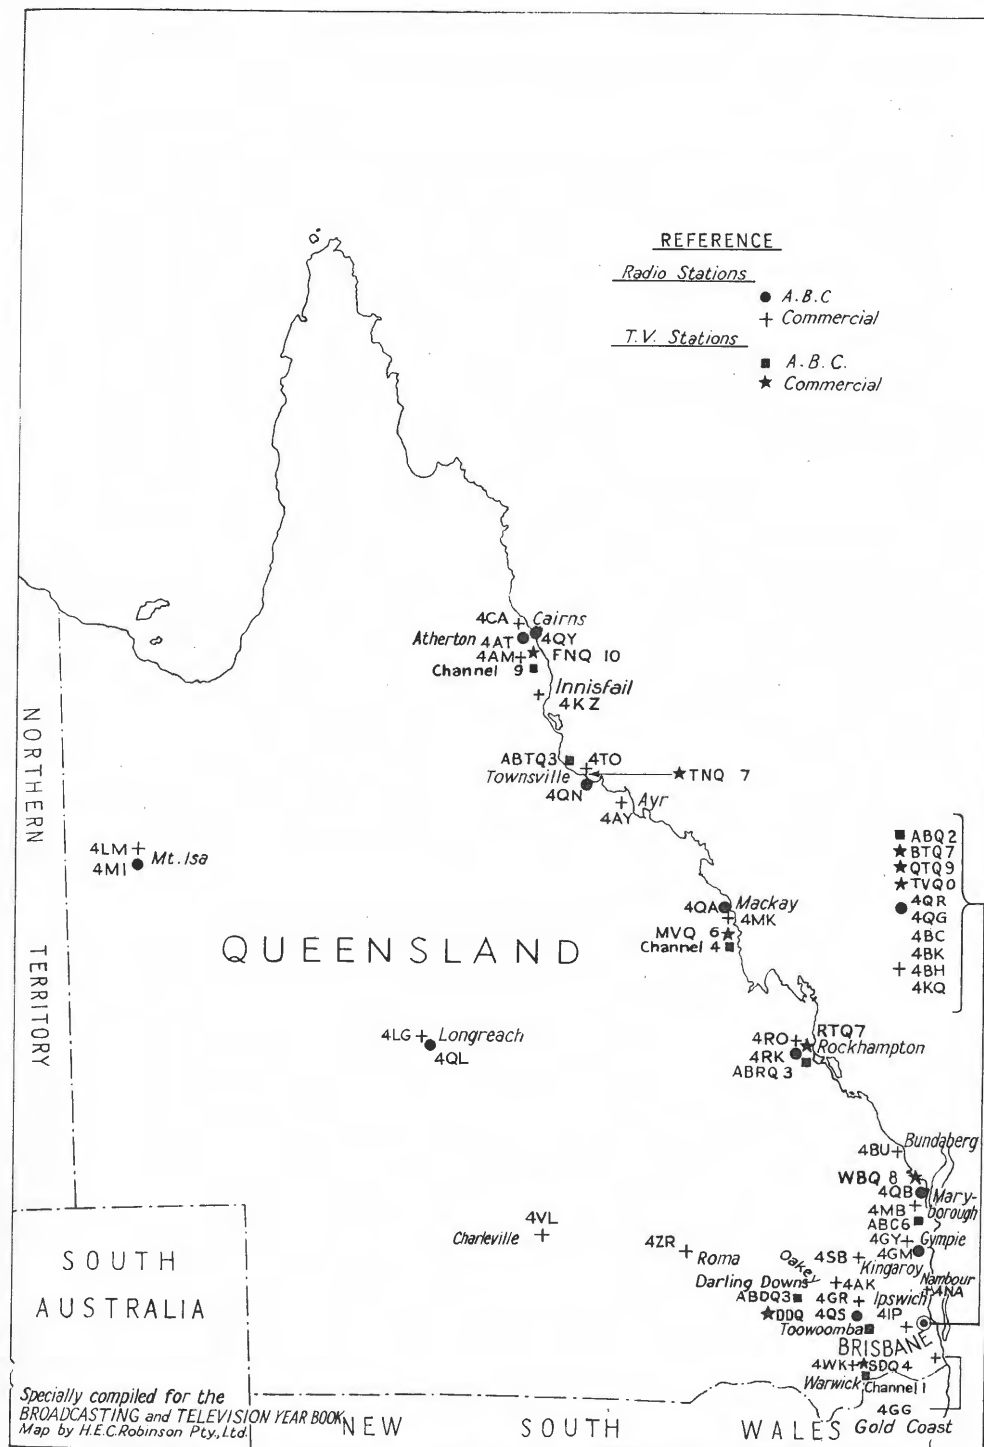 REFERENCE
Radio Stations
A.B.C
Commercial
T.V. Stations
A.B.C.
Commercial
4CA Cairns
Atherton 4AT 4QY
4AM FNQ 10
Channel 9
Innisfail
4KZ
ABTQ3 4TO
Townsville TNQ 7
4QN
Ayr
4AY
NORTHERN TERRITORY
4LM
Mt. Isa
4MI
ABQ2
BTQ7
QTQ9
TVQ0
4QR
4QG
4BC
4BK
4BH
4KQ
4QA Mackay
4MK
MVQ 6
Channel 4
QUEENSLAND
4LG Longreach
4QL
RTQ7
4RO Rockhampton
4RK
ABRQ 3
Bundaberg
4BU
WBQ 8
4QB Mary-
4MB borough
ABC6
4GY Gympie
4GM
4VL
Charleville
4ZR Roma
Oakey 4SB Kingaroy
Nambour
4NA
Darling Downs 4AK
ABDQ3 4GR Ipswich
DDQ 4QS 4IP
Toowoomba
BRISBANE
4WK SDQ4
Warwick Channel 1
4GG
Gold Coast
SOUTH
AUSTRALIA
NEW SOUTH WALES
Specially compiled for the
BROADCASTING and TELEVISION YEAR BOOK
Map by H.E.C.Robinson Pty., Ltd.